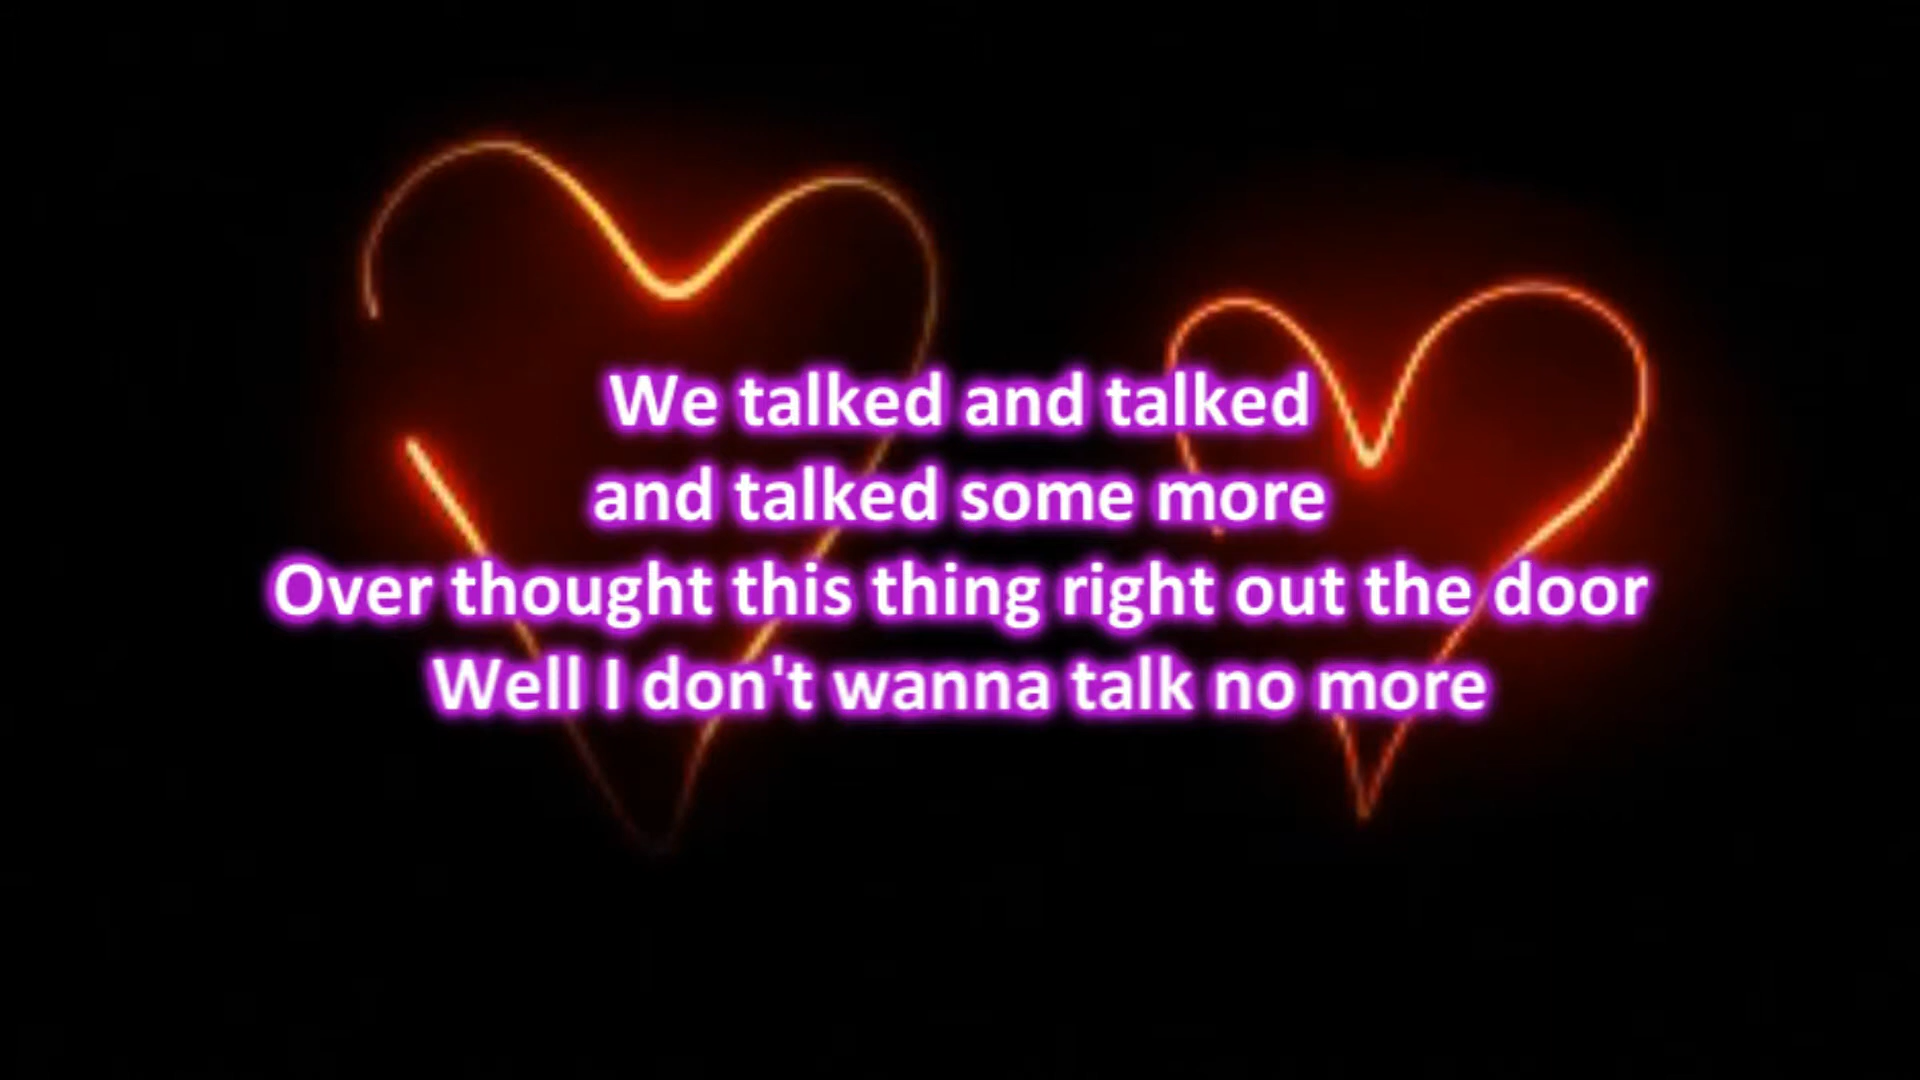 We talked and talked
and talked some more
Over thought this thing right out the door
Well I don't wanna talk no more